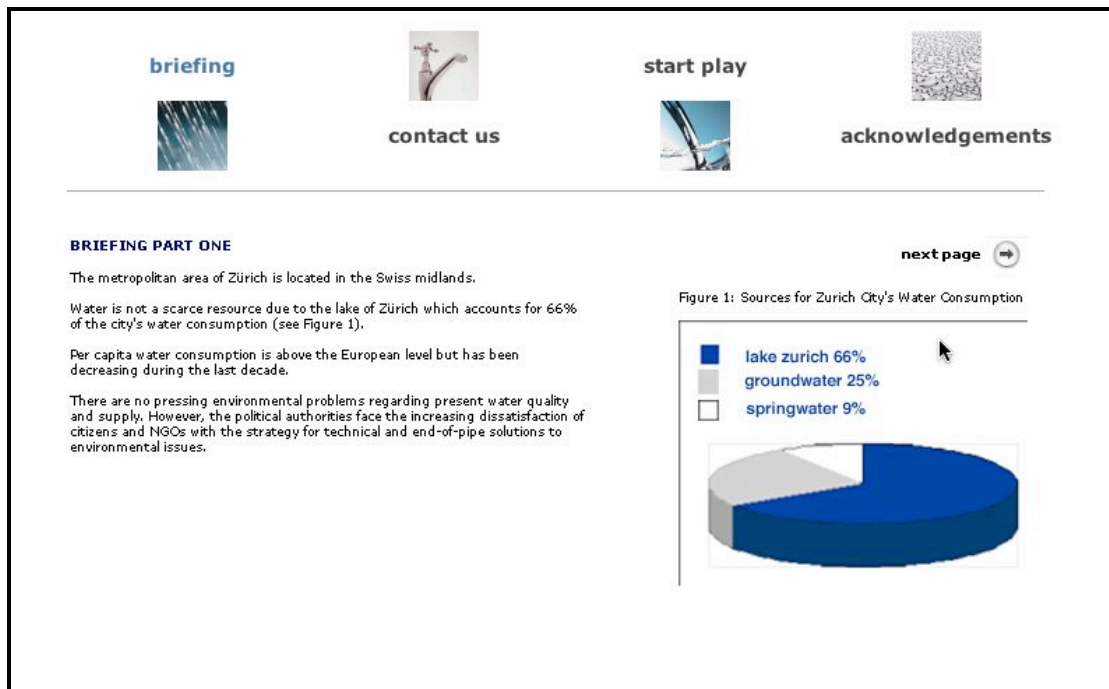 briefing
contact us
start play
acknowledgements
BRIEFING PART ONE
The metropolitan area of Zürich is located in the Swiss midlands.
Water is not a scarce resource due to the lake of Zürich which accounts for 66%
of the city's water consumption (see Figure 1).
Per capita water consumption is above the European level but has been
decreasing during the last decade.
There are no pressing environmental problems regarding present water quality
and supply. However, the political authorities face the increasing dissatisfaction of
citizens and NGOs with the strategy for technical and end-of-pipe solutions to
environmental issues.
next page
Figure 1: Sources for Zurich City's Water Consumption
lake zurich 66%
groundwater 25%
springwater 9%